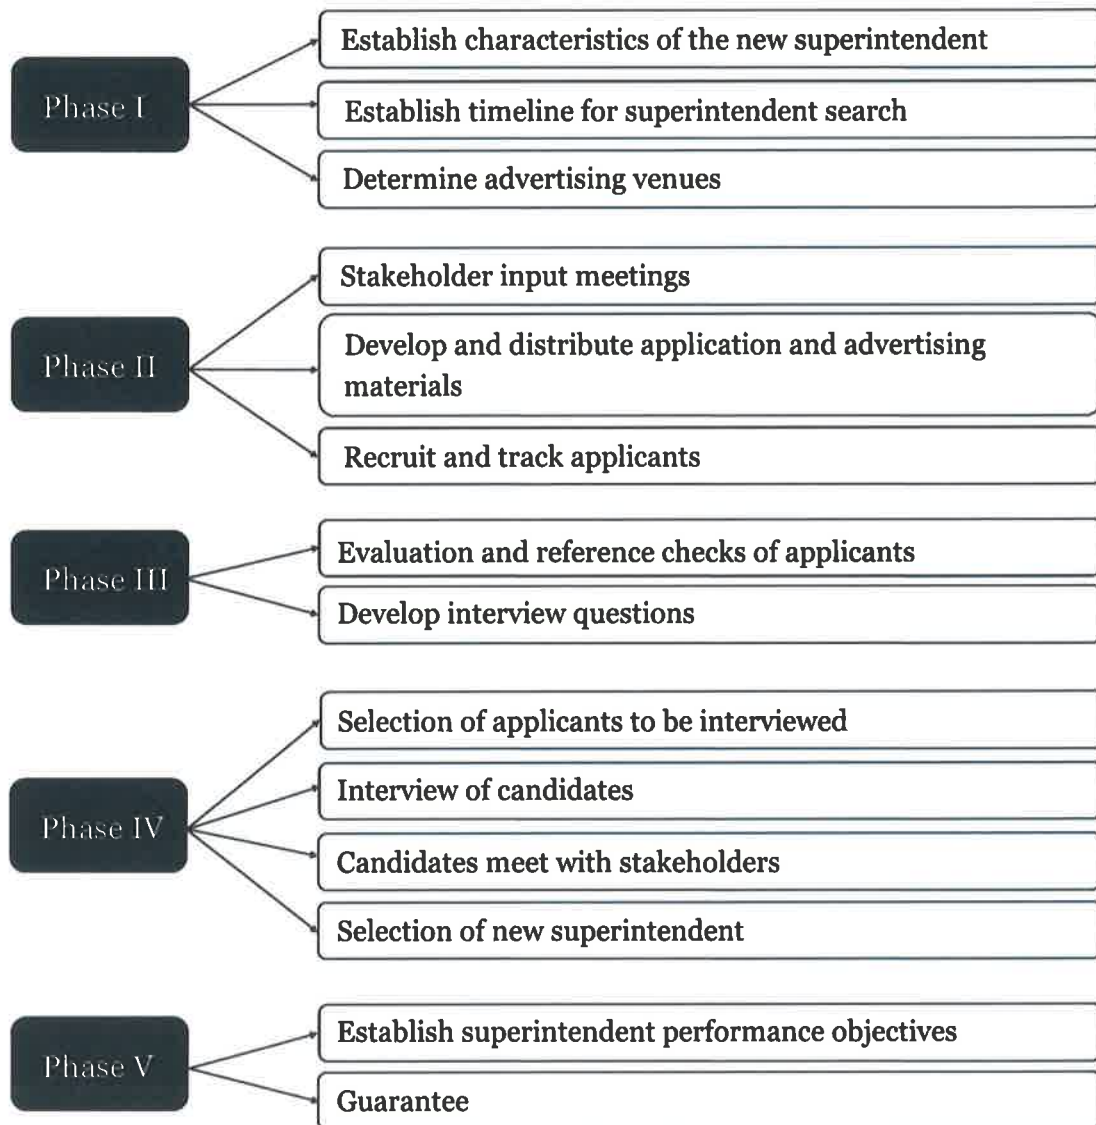 Phase I
Establish characteristics of the new superintendent
Establish timeline for superintendent search
Determine advertising venues
Phase II
Stakeholder input meetings
Develop and distribute application and advertising
materials
Recruit and track applicants
Phase III
Evaluation and reference checks of applicants
Develop interview questions
Phase IV
Selection of applicants to be interviewed
Interview of candidates
Candidates meet with stakeholders
Selection of new superintendent
Phase V
Establish superintendent performance objectives
Guarantee